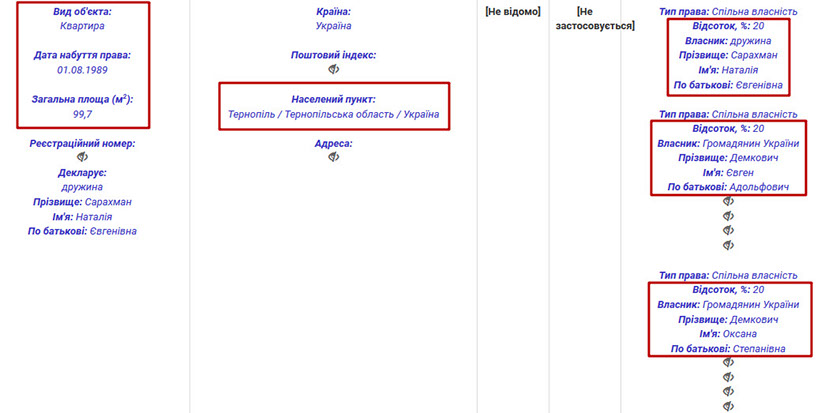 Вид об'єкта:
Квартира
Дата набуття права:
01.08.1989
Загальна площа (м²):
99,7
Реєстраційний номер:
Декларує:
дружина
Прізвище: Сарахман
Ім'я: Наталія
По батькові: Євгенівна
Країна:
Україна
Поштовий індекс:
Населений пункт:
Тернопіль / Тернопільська область / Україна
Адреса:
[Не відомо]
[Не
застосовується]
Тип права: Спільна власність
Відсоток, %: 20
Власник: дружина
Прізвище: Сарахман
Ім'я: Наталія
По батькові: Євгенівна
Тип права: Спільна власність
Відсоток, %: 20
Власник: Громадянин України
Прізвище: Демкович
Ім'я: Євген
По батькові: Адольфович
Тип права: Спільна власність
Відсоток, %: 20
Власник: Громадянин України
Прізвище: Демкович
Ім'я: Оксана
По батькові: Степанівна